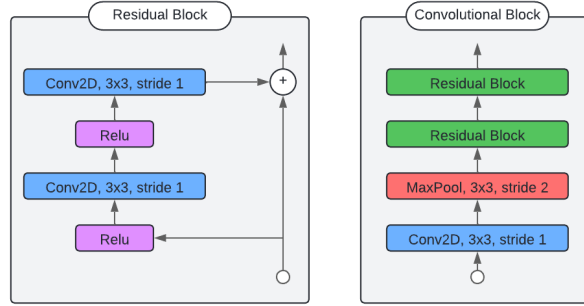 Residual Block
Conv2D, 3x3, stride 1
+
Relu
Conv2D, 3x3, stride 1
Relu
Convolutional Block
Residual Block
Residual Block
MaxPool, 3x3, stride 2
Conv2D, 3x3, stride 1